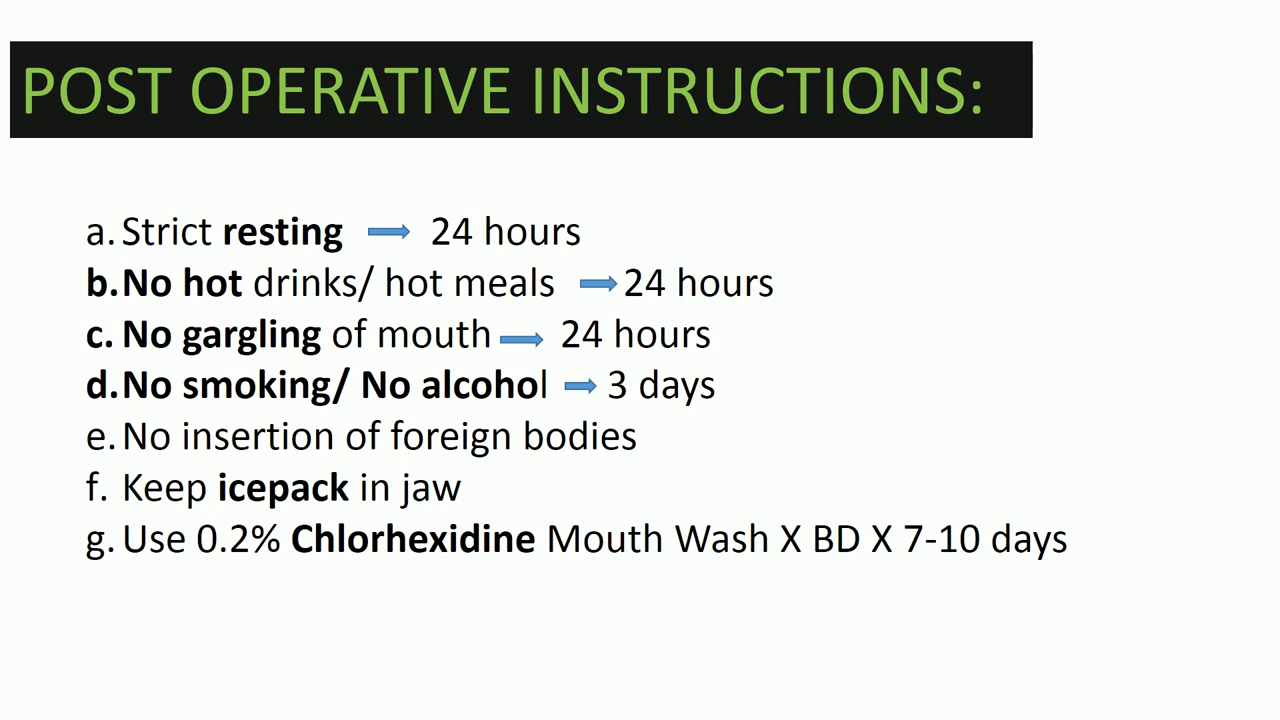 POST OPERATIVE INSTRUCTIONS:
a. Strict resting 24 hours
b. No hot drinks/ hot meals 24 hours
c. No gargling of mouth 24 hours
d. No smoking/ No alcohol 3 days
e. No insertion of foreign bodies
f. Keep icepack in jaw
g. Use 0.2% Chlorhexidine Mouth Wash X BD X 7-10 days